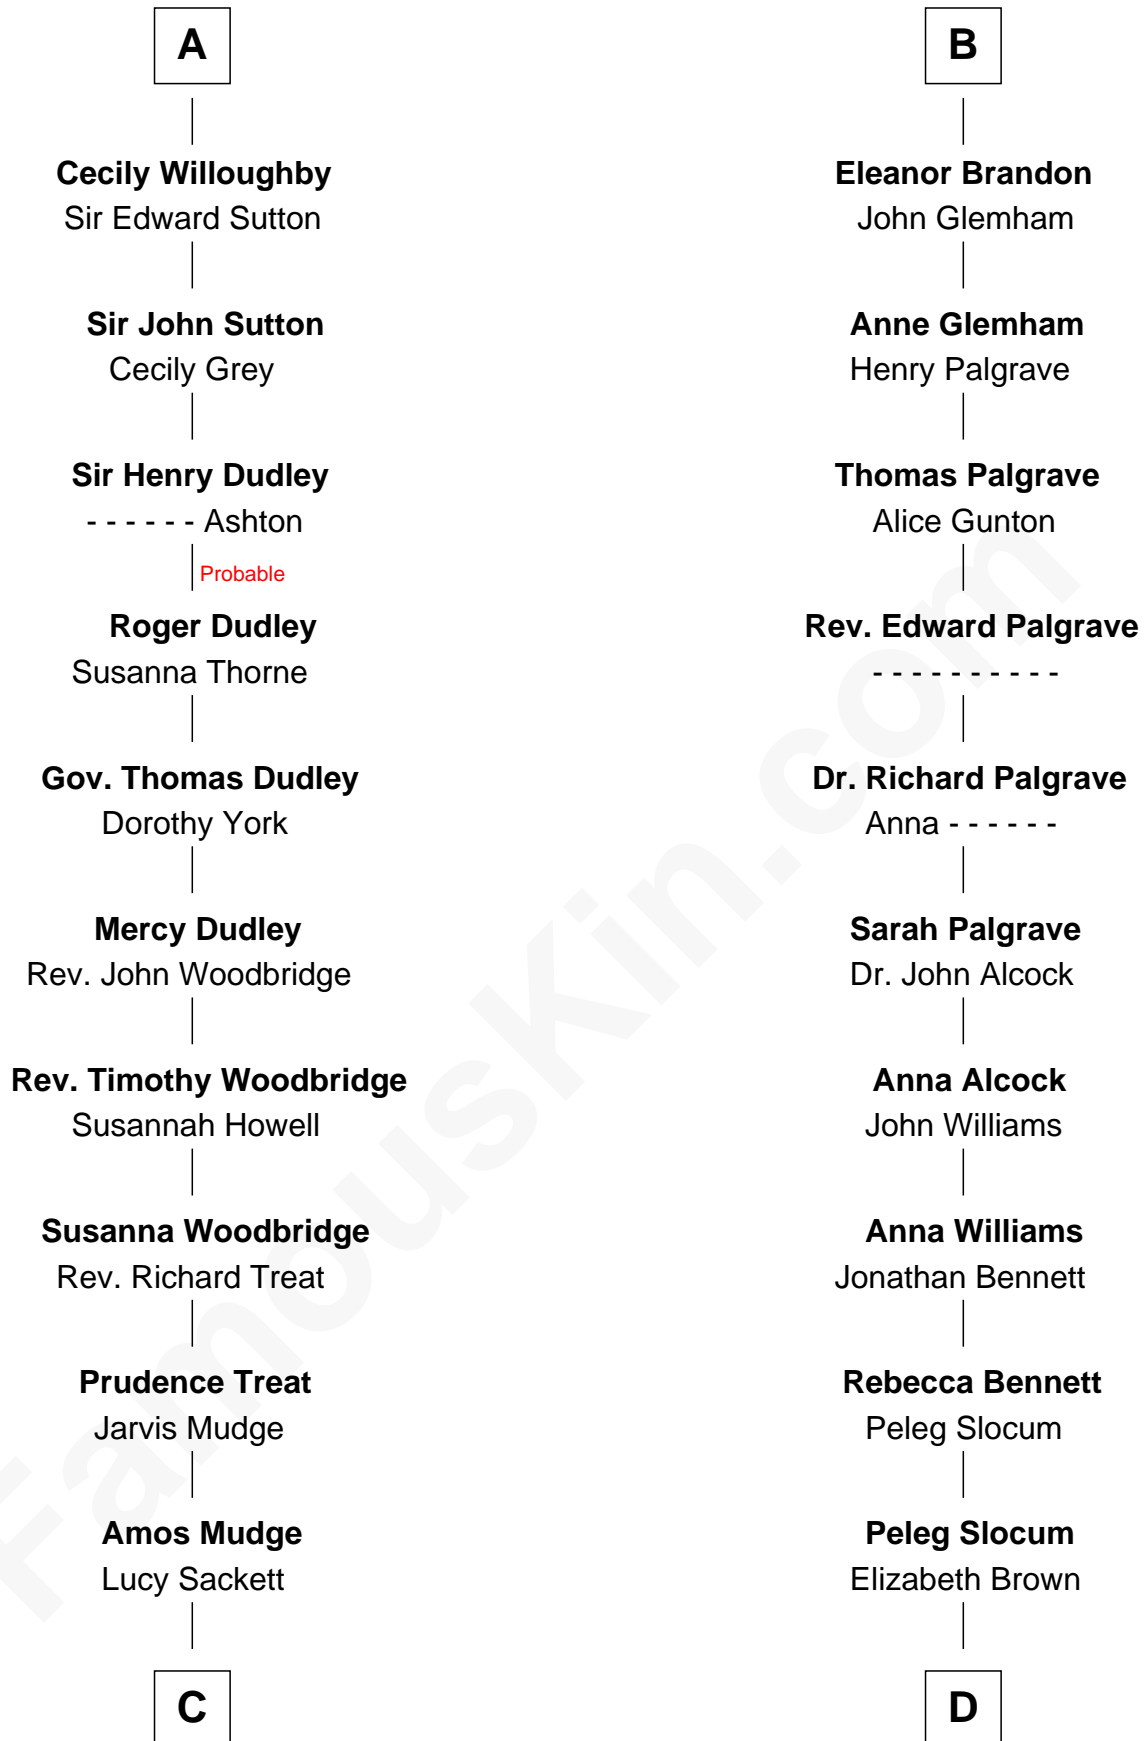 A
Cecily Willoughby
Sir Edward Sutton
Sir John Sutton
Cecily Grey
Sir Henry Dudley
- - - - - - Ashton
Probable
Roger Dudley
Susanna Thorne
Gov. Thomas Dudley
Dorothy York
Mercy Dudley
Rev. John Woodbridge
Rev. Timothy Woodbridge
Susannah Howell
Susanna Woodbridge
Rev. Richard Treat
Prudence Treat
Jarvis Mudge
Amos Mudge
Lucy Sackett
C
B
Eleanor Brandon
John Glemham
Anne Glemham
Henry Palgrave
Thomas Palgrave
Alice Gunton
Rev. Edward Palgrave
- - - - - - - - - -
Dr. Richard Palgrave
Anna - - - - - -
Sarah Palgrave
Dr. John Alcock
Anna Alcock
John Williams
Anna Williams
Jonathan Bennett
Rebecca Bennett
Peleg Slocum
Peleg Slocum
Elizabeth Brown
D
FamousKin.com